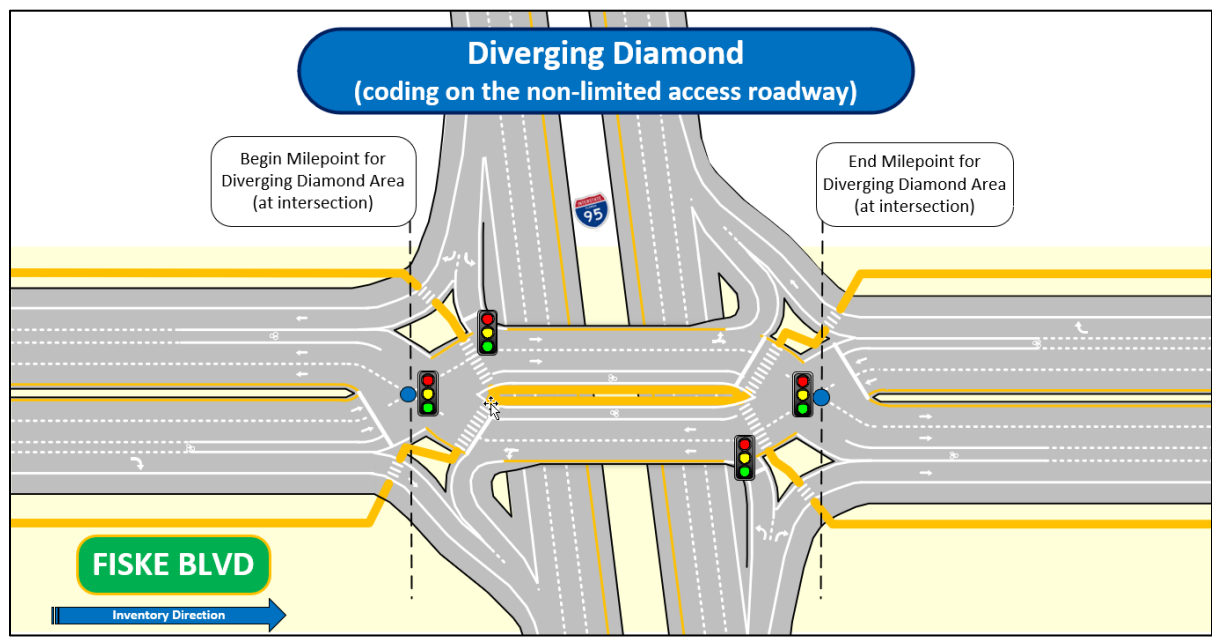 Diverging Diamond
(coding on the non-limited access roadway)
Begin Milepoint for
Diverging Diamond Area
(at intersection)
End Milepoint for
Diverging Diamond Area
(at intersection)
INTERSTATE
95
FISKE BLVD
Inventory Direction